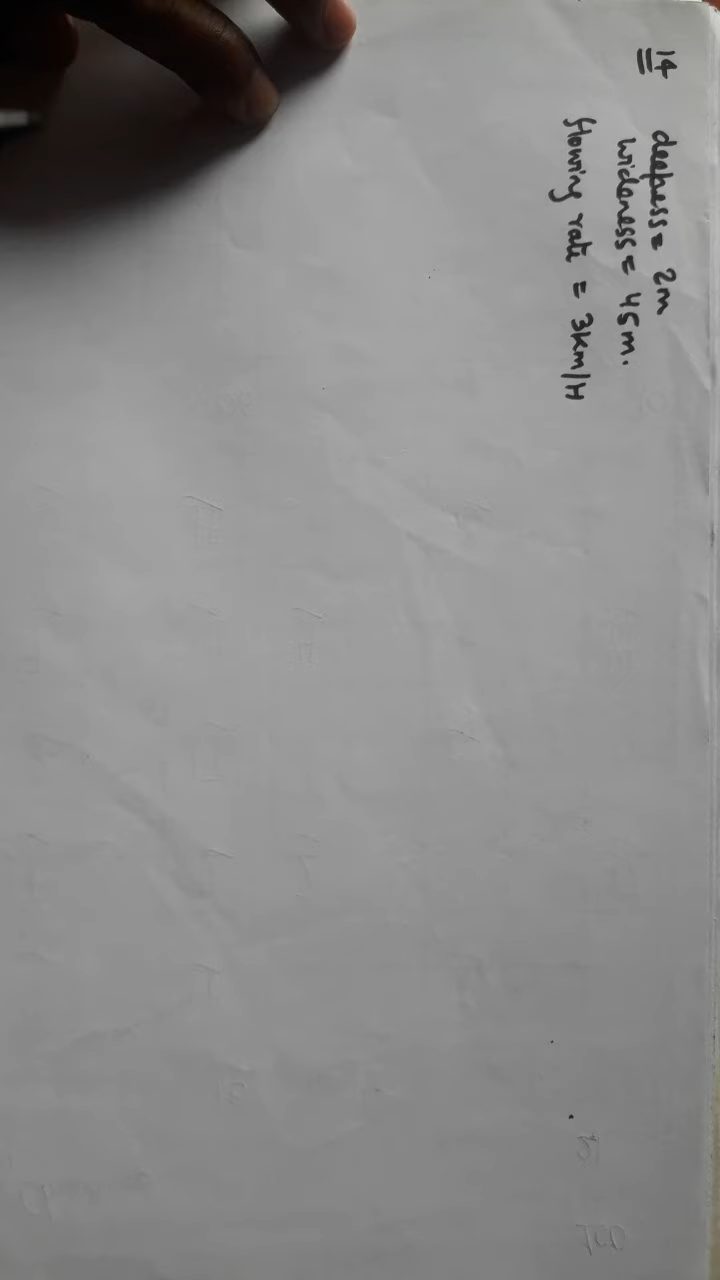 14 deepness = 2m
wideness = 45m.
flowing rate = 3km/H